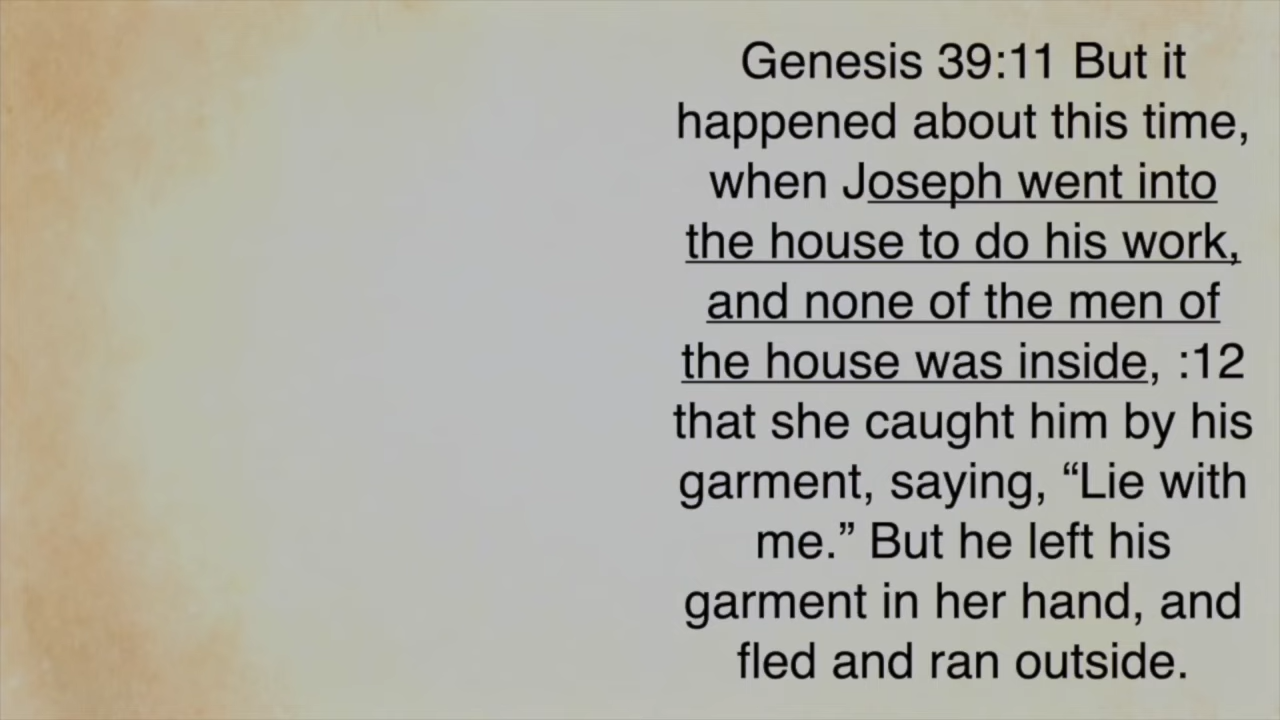 Genesis 39:11 But it
happened about this time,
when Joseph went into
the house to do his work,
and none of the men of
the house was inside, :12
that she caught him by his
garment, saying, “Lie with
me.” But he left his
garment in her hand, and
fled and ran outside.